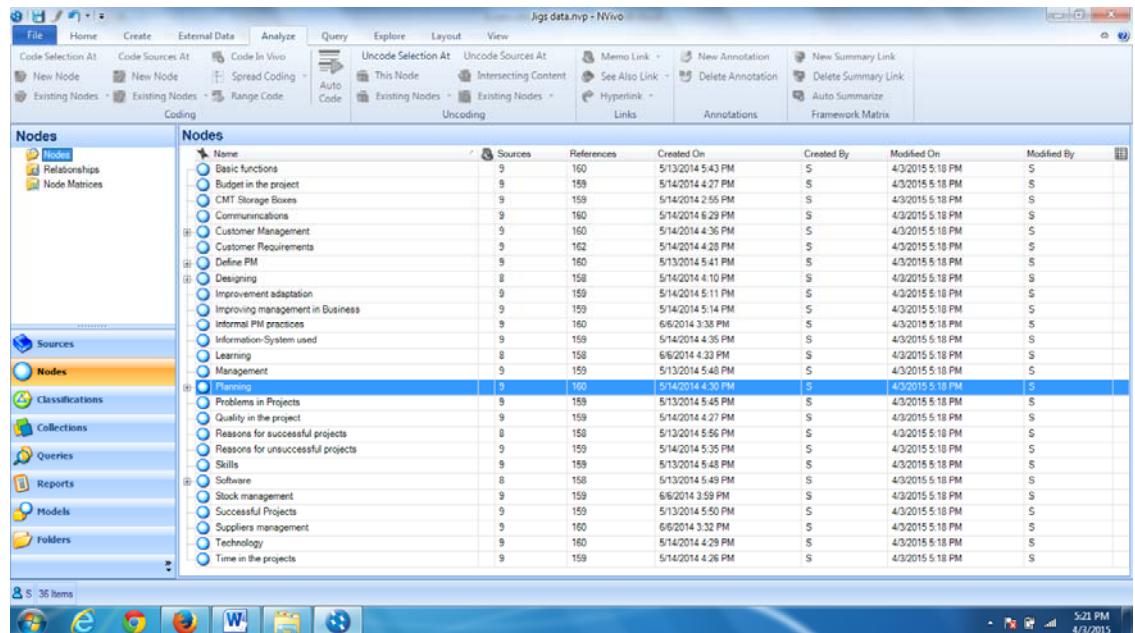 Jigs data.nvp - NVivo
File Home Create External Data Analyze Query Explore Layout View
Code Selection At Code Sources At Code In Vivo Uncode Selection At Uncode Sources At Memo Link New Annotation New Summary Link
New Node New Node Spread Coding Auto Code This Node Intersecting Content See Also Link Delete Annotation Delete Summary Link
Existing Nodes Existing Nodes Range Code Existing Nodes Existing Nodes Hyperlink Auto Summarize
Coding Uncoding Links Annotations Framework Matrix
Nodes
Nodes
Relationships
Node Matrices
Sources
Nodes
Classifications
Collections
Queries
Reports
Models
Folders
Nodes
Name Sources References Created On Created By Modified On Modified By
Basic functions 9 160 5/13/2014 5:43 PM S 4/3/2015 5:18 PM S
Budget in the project 9 159 5/14/2014 4:27 PM S 4/3/2015 5:18 PM S
CMT Storage Boxes 9 159 5/14/2014 2:55 PM S 4/3/2015 5:18 PM S
Communincations 9 160 5/14/2014 6:29 PM S 4/3/2015 5:18 PM S
Customer Management 9 160 5/14/2014 4:36 PM S 4/3/2015 5:18 PM S
Customer Requirements 9 162 5/14/2014 4:28 PM S 4/3/2015 5:18 PM S
Define PM 9 160 5/13/2014 5:41 PM S 4/3/2015 5:18 PM S
Designing 8 158 5/14/2014 4:10 PM S 4/3/2015 5:18 PM S
Improvement adaptation 9 159 5/14/2014 5:11 PM S 4/3/2015 5:18 PM S
Improving management in Business 9 159 5/14/2014 5:14 PM S 4/3/2015 5:18 PM S
Informal PM practices 9 160 6/6/2014 3:38 PM S 4/3/2015 5:18 PM S
Information-System used 9 159 5/14/2014 4:35 PM S 4/3/2015 5:18 PM S
Learning 8 158 6/6/2014 4:33 PM S 4/3/2015 5:18 PM S
Management 9 159 5/13/2014 5:48 PM S 4/3/2015 5:18 PM S
Planning 9 160 5/14/2014 4:30 PM S 4/3/2015 5:18 PM S
Problems in Projects 9 159 5/13/2014 5:45 PM S 4/3/2015 5:18 PM S
Quality in the project 9 159 5/14/2014 4:27 PM S 4/3/2015 5:18 PM S
Reasons for successful projects 8 158 5/13/2014 5:56 PM S 4/3/2015 5:18 PM S
Reasons for unsuccessful projects 9 159 5/14/2014 5:35 PM S 4/3/2015 5:18 PM S
Skills 9 159 5/13/2014 5:48 PM S 4/3/2015 5:18 PM S
Software 8 158 5/13/2014 5:49 PM S 4/3/2015 5:18 PM S
Stock management 9 159 6/6/2014 3:59 PM S 4/3/2015 5:18 PM S
Successful Projects 9 159 5/13/2014 5:50 PM S 4/3/2015 5:18 PM S
Suppliers management 9 160 6/6/2014 3:32 PM S 4/3/2015 5:18 PM S
Technology 9 160 5/14/2014 4:29 PM S 4/3/2015 5:18 PM S
Time in the projects 9 159 5/14/2014 4:26 PM S 4/3/2015 5:18 PM S
S 36 Items
5:21 PM
4/3/2015